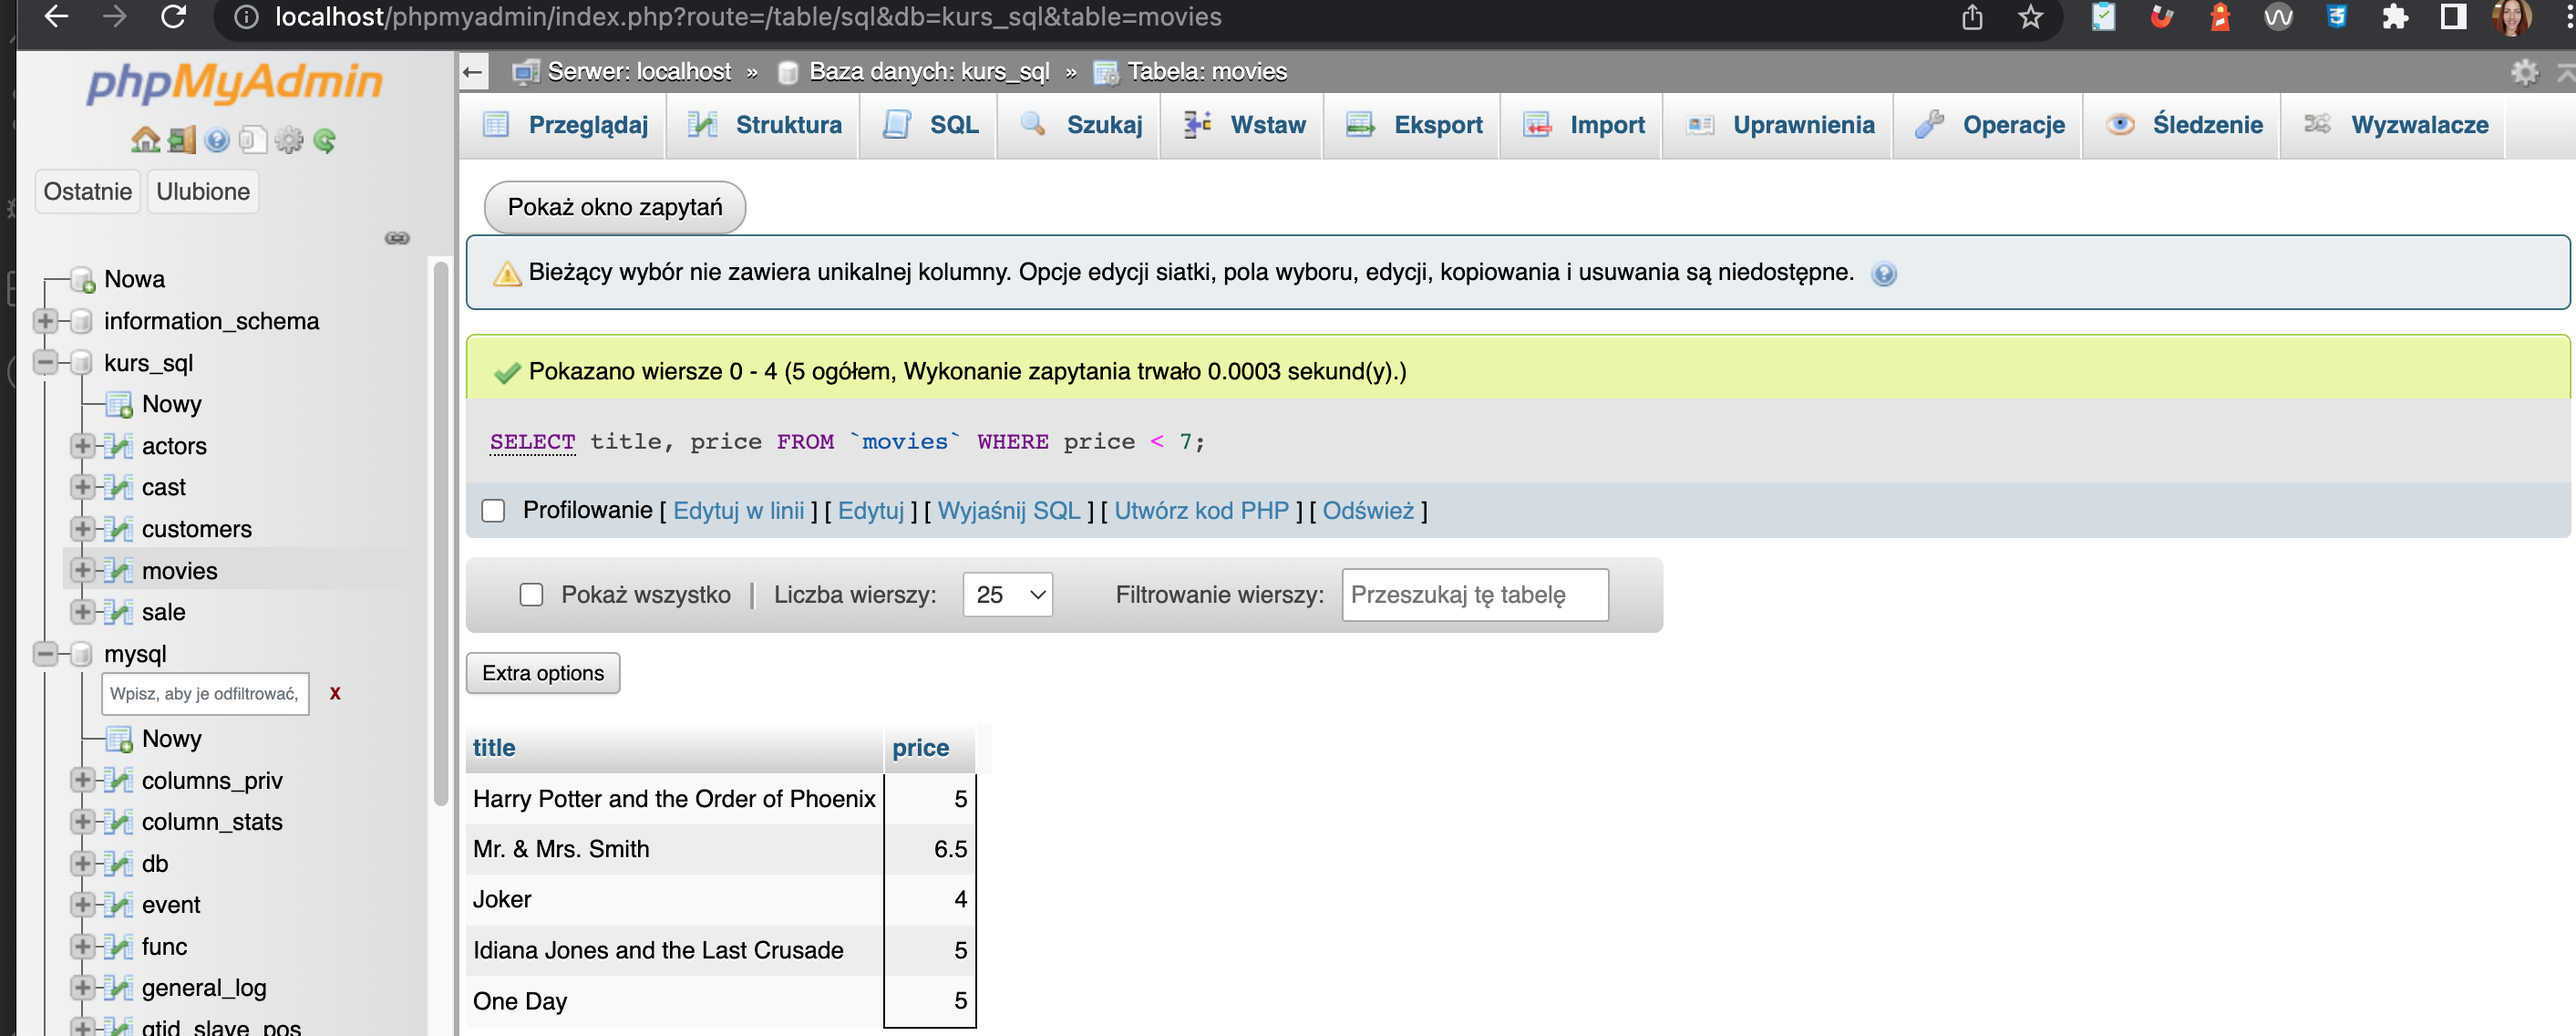 localhost/phpmyadmin/index.php?route=/table/sql&db=kurs_sql&table=movies
phpMyAdmin
Ostatnie Ulubione
Nowa
information_schema
kurs_sql
Nowy
actors
cast
customers
movies
sale
mysql
Wpisz, aby je odfiltrować, X
Nowy
columns_priv
column_stats
db
event
func
general_log
gtid_slave_pos
Serwer: localhost » Baza danych: kurs_sql » Tabela: movies
Przeglądaj Struktura SQL Szukaj Wstaw Eksport Import Uprawnienia Operacje Śledzenie Wyzwalacze
Pokaż okno zapytań
Bieżący wybór nie zawiera unikalnej kolumny. Opcje edycji siatki, pola wyboru, edycji, kopiowania i usuwania są niedostępne.
Pokazano wiersze 0 - 4 (5 ogółem, Wykonanie zapytania trwało 0.0003 sekund(y).)
SELECT title, price FROM `movies` WHERE price < 7;
Profilowanie [ Edytuj w linii ] [ Edytuj ] [ Wyjaśnij SQL ] [ Utwórz kod PHP ] [ Odśwież ]
Pokaż wszystko | Liczba wierszy: 25 Filtrowanie wierszy: Przeszukaj tę tabelę
Extra options
title price
Harry Potter and the Order of Phoenix 5
Mr. & Mrs. Smith 6.5
Joker 4
Idiana Jones and the Last Crusade 5
One Day 5